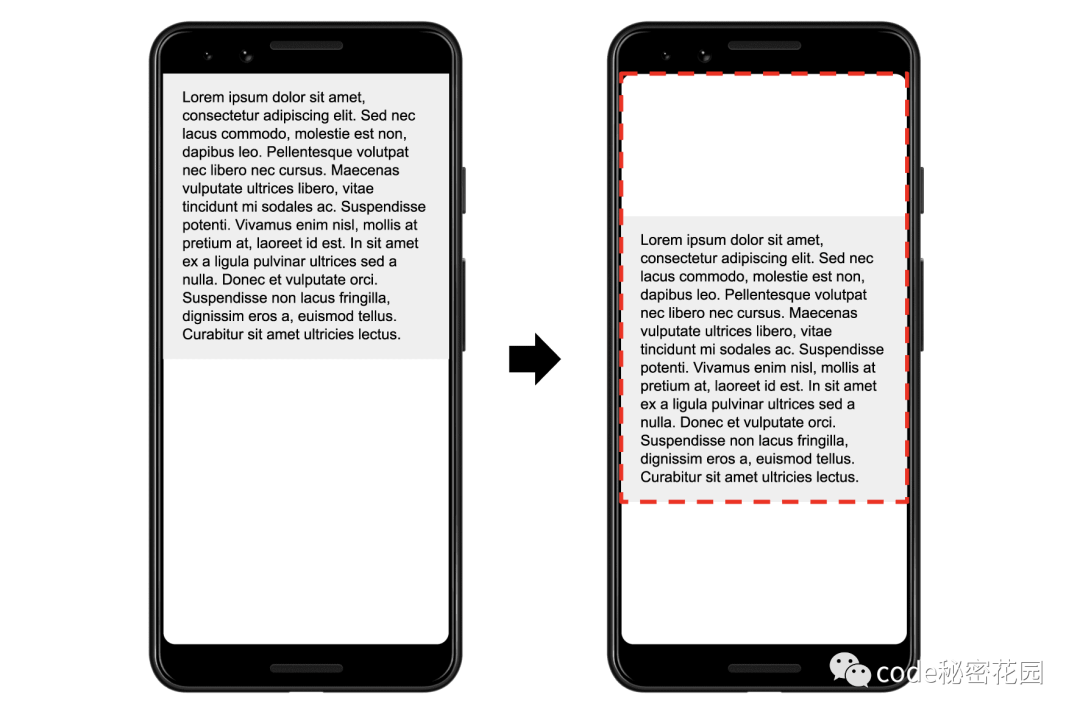 Lorem ipsum dolor sit amet,
consectetur adipiscing elit. Sed nec
lacus commodo, molestie est non,
dapibus leo. Pellentesque volutpat
nec libero nec cursus. Maecenas
vulputate ultrices libero, vitae
tincidunt mi sodales ac. Suspendisse
potenti. Vivamus enim nisl, mollis at
pretium at, laoreet id est. In sit amet
ex a ligula pulvinar ultrices sed a
nulla. Donec et vulputate orci.
Suspendisse non lacus fringilla,
dignissim eros a, euismod tellus.
Curabitur sit amet ultricies lectus.
Lorem ipsum dolor sit amet,
consectetur adipiscing elit. Sed nec
lacus commodo, molestie est non,
dapibus leo. Pellentesque volutpat
nec libero nec cursus. Maecenas
vulputate ultrices libero, vitae
tincidunt mi sodales ac. Suspendisse
potenti. Vivamus enim nisl, mollis at
pretium at, laoreet id est. In sit amet
ex a ligula pulvinar ultrices sed a
nulla. Donec et vulputate orci.
Suspendisse non lacus fringilla,
dignissim eros a, euismod tellus.
Curabitur sit amet ultricies lectus.
code秘密花园